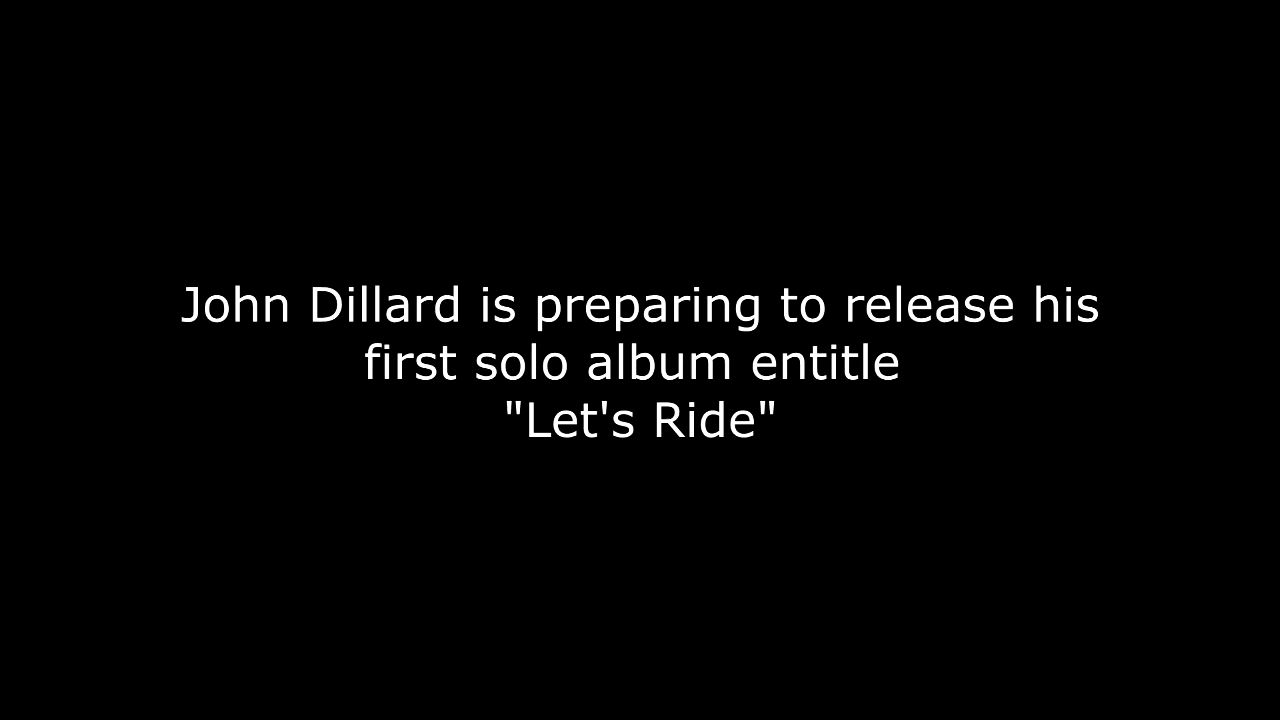 John Dillard is preparing to release his
first solo album entitle
"Let's Ride"